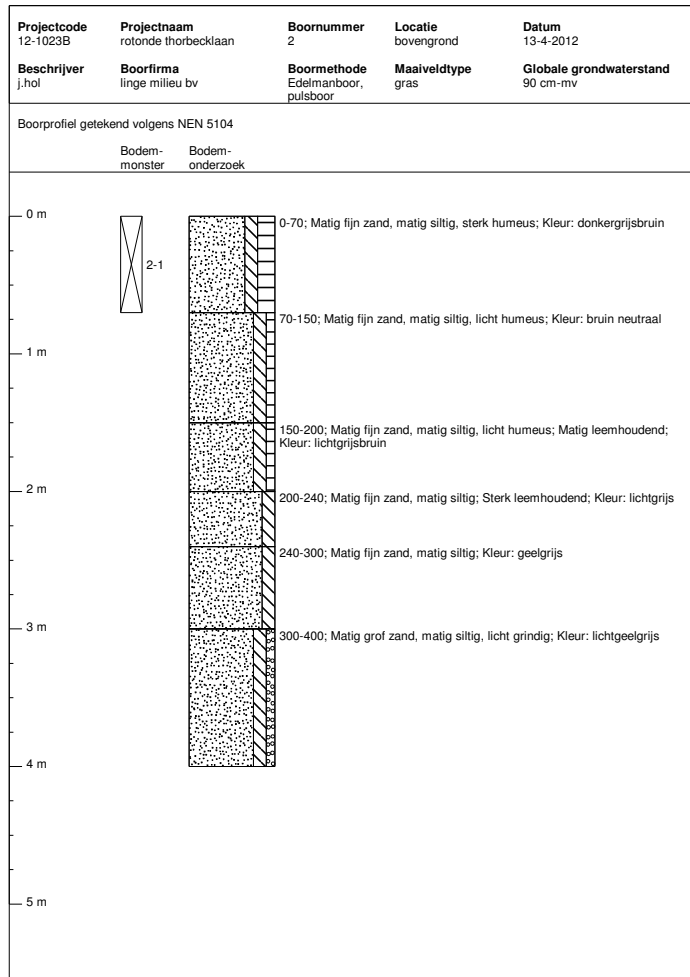 Projectcode Projectnaam Boornummer Locatie Datum
12-1023B rotonde thorbecklaan 2 bovengrond 13-4-2012
Beschrijver Boorfirma Boormethode Maaiveldtype Globale grondwaterstand
j.hol linge milieu bv Edelmanboor, gras 90 cm-mv
pulsboor
Boorprofiel getekend volgens NEN 5104
Bodem- Bodem-
monster onderzoek
0 m
0-70; Matig fijn zand, matig siltig, sterk humeus; Kleur: donkergrijsbruin
2-1
70-150; Matig fijn zand, matig siltig, licht humeus; Kleur: bruin neutraal
1 m
150-200; Matig fijn zand, matig siltig, licht humeus; Matig leemhoudend;
Kleur: lichtgrijsbruin
2 m
200-240; Matig fijn zand, matig siltig; Sterk leemhoudend; Kleur: lichtgrijs
240-300; Matig fijn zand, matig siltig; Kleur: geelgrijs
3 m
300-400; Matig grof zand, matig siltig, licht grindig; Kleur: lichtgeelgrijs
4 m
5 m